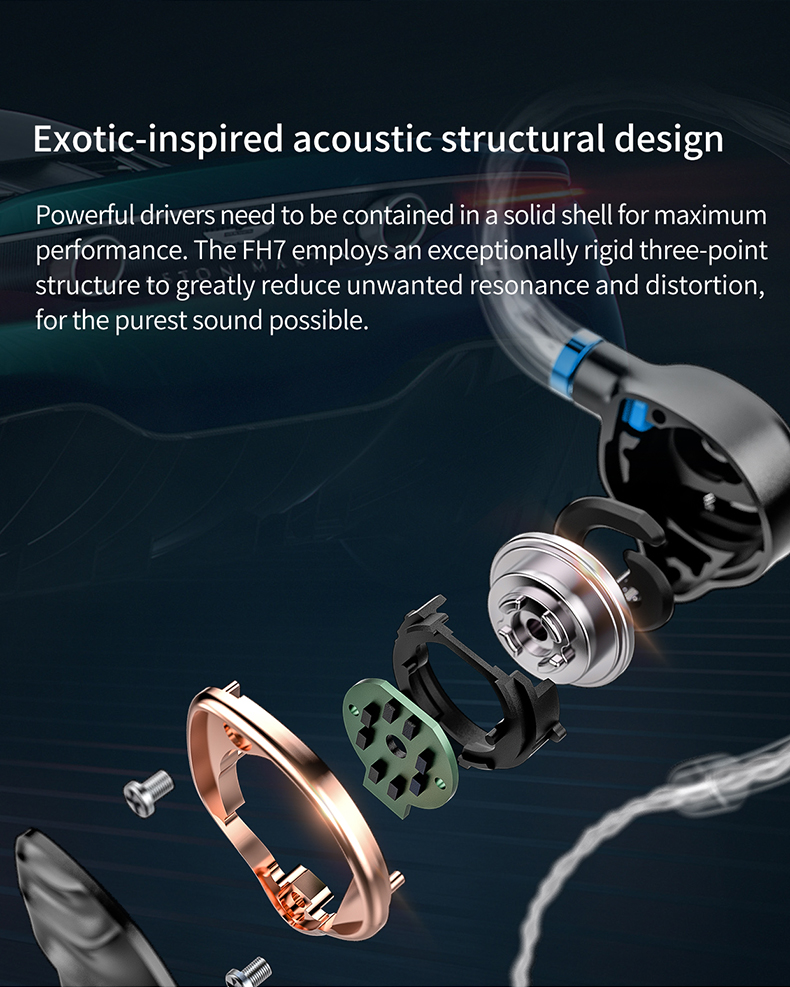 Exotic-inspired acoustic structural design
Powerful drivers need to be contained in a solid shell for maximum
performance. The FH7 employs an exceptionally rigid three-point
structure to greatly reduce unwanted resonance and distortion,
for the purest sound possible.